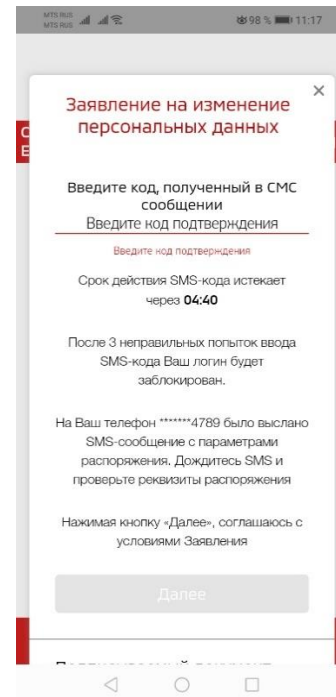 MTS RUS
MTS RUS
98 % 11:17
Заявление на изменение
персональных данных
Введите код, полученный в СМС
сообщении
Введите код подтверждения
Введите код подтверждения
Срок действия SMS-кода истекает
через 04:40
После 3 неправильных попыток ввода
SMS-кода Ваш логин будет
заблокирован.
На Ваш телефон *******4789 было выслано
SMS-сообщение с параметрами
распоряжения. Дождитесь SMS и
проверьте реквизиты распоряжения
Нажимая кнопку «Далее», соглашаюсь с
условиями Заявления
Далее